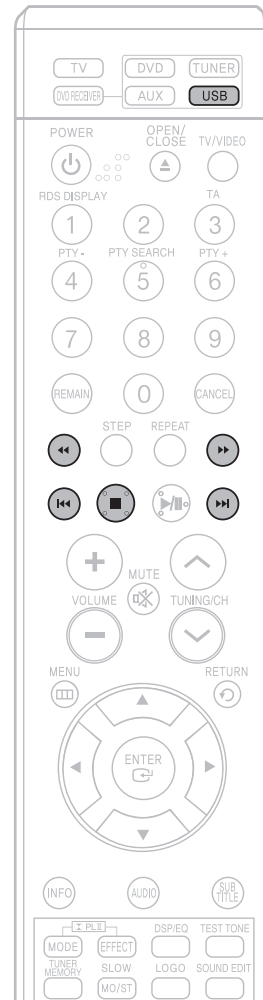 TV DVD TUNER
DVD RECEIVER AUX USB
POWER OPEN/CLOSE TV/VIDEO
RDS DISPLAY TA
1 2 3
PTY - PTY SEARCH PTY +
4 5 6
7 8 9
REMAIN 0 CANCEL
STEP REPEAT
MUTE
VOLUME TUNING/CH
MENU RETURN
ENTER
INFO AUDIO SUB TITLE
PL II DSP/EQ TEST TONE
MODE EFFECT
TUNER MEMORY SLOW LOGO SOUND EDIT
MO/ST